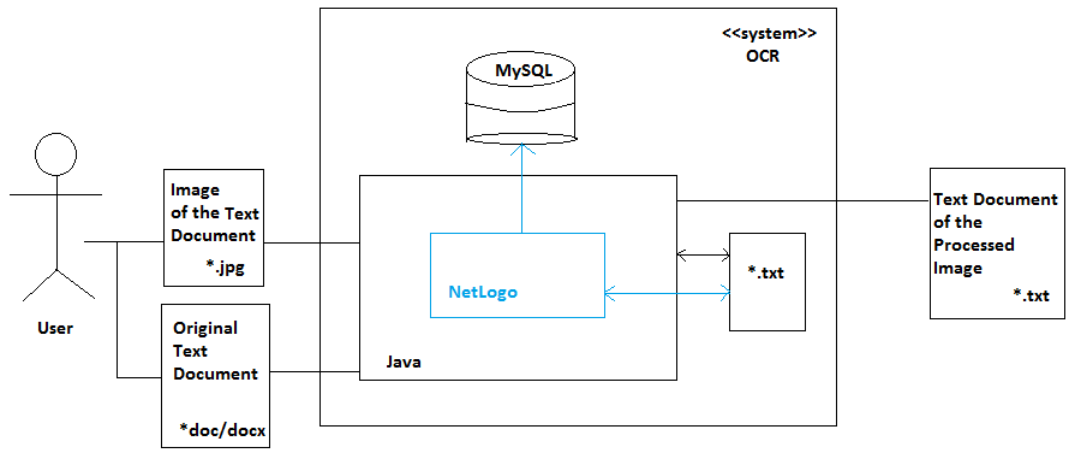 <<system>>
OCR
MySQL
Image
of the Text
Document
*.jpg
User
Original
Text
Document
*doc/docx
NetLogo
Java
*.txt
Text Document
of the
Processed
Image
*.txt